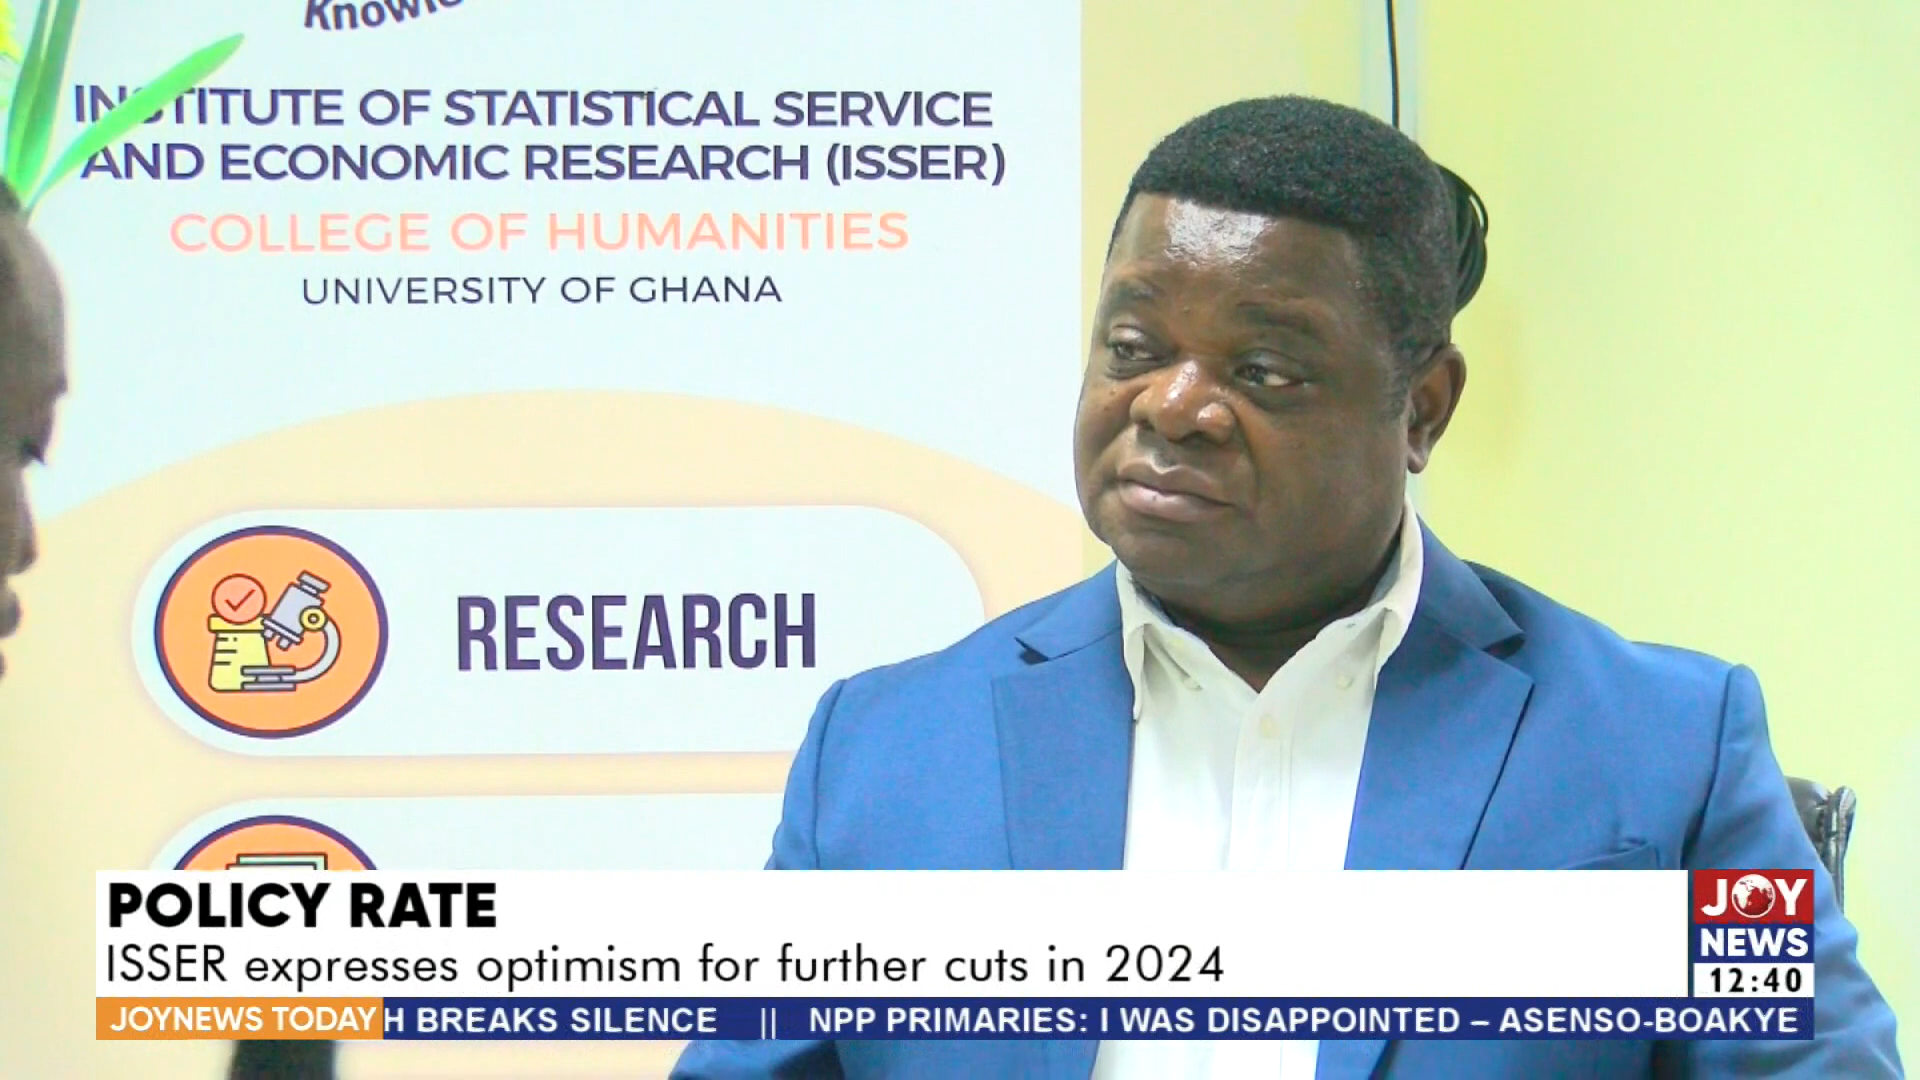 INSTITUTE OF STATISTICAL SERVICE
AND ECONOMIC RESEARCH (ISSER)
COLLEGE OF HUMANITIES
UNIVERSITY OF GHANA
RESEARCH
POLICY RATE
ISSER expresses optimism for further cuts in 2024
JOY
NEWS
12:40
JOYNEWS TODAY
H BREAKS SILENCE || NPP PRIMARIES: I WAS DISAPPOINTED – ASENSO-BOAKYE